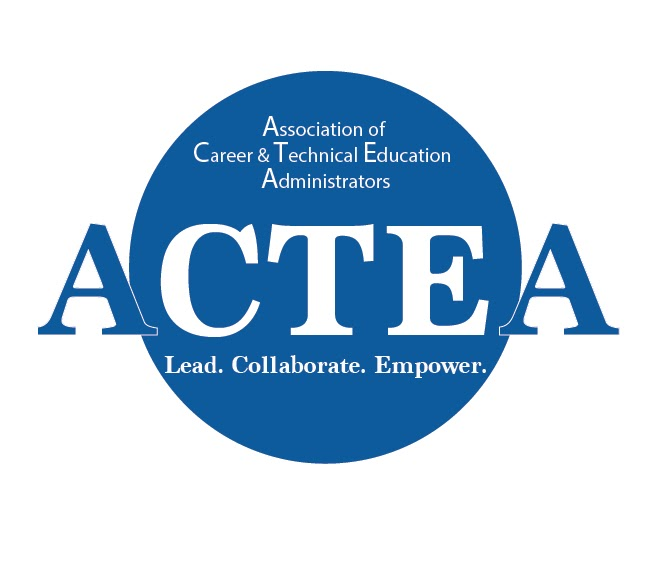 Association of
Career & Technical Education
Administrators
ACTEA
Lead. Collaborate. Empower.